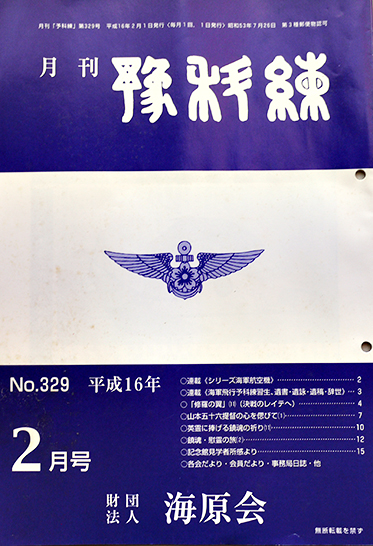 月刊「予科練」第329号 平成16年2月1日発行(毎月1回、1日発行)昭和53年7月26日 第3種郵便物認可
月刊 豫科練
No.329 平成16年
2月号
○連載〈シリーズ海軍航空機〉…………………… 2
○連載〈海軍飛行予科練習生、遺書・遺詠・遺稿・辞世〉… 3
○「修羅の翼」⑽〔決戦のレイテへ〕…………… 4
○山本五十六提督の心を偲びて⑴………………… 7
○英霊に捧げる鎮魂の祈り⑾……………………… 10
○鎮魂・慰霊の旅⑵………………………………… 12
○記念館見学者所感より…………………………… 15
○各会だより・会員だより・事務局日誌・他
財団法人 海原会
無断転載を禁ず